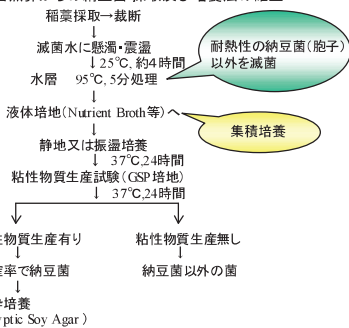 稲藁採取→裁断
↓
滅菌水に懸濁・震盪
↓ 25℃, 約4時間
水層 95℃, 5分処理
耐熱性の納豆菌(胞子)
以外を滅菌
↓
液体培地(Nutrient Broth等)へ
集積培養
↓
静地又は振盪培養
↓ 37℃,24時間
粘性物質生産試験(GSP培地)
↓ 37℃,24時間
物質生産有り 粘性物質生産無し
↓ ↓
率で納豆菌 納豆菌以外の菌
↓
培養
ptic Soy Agar )